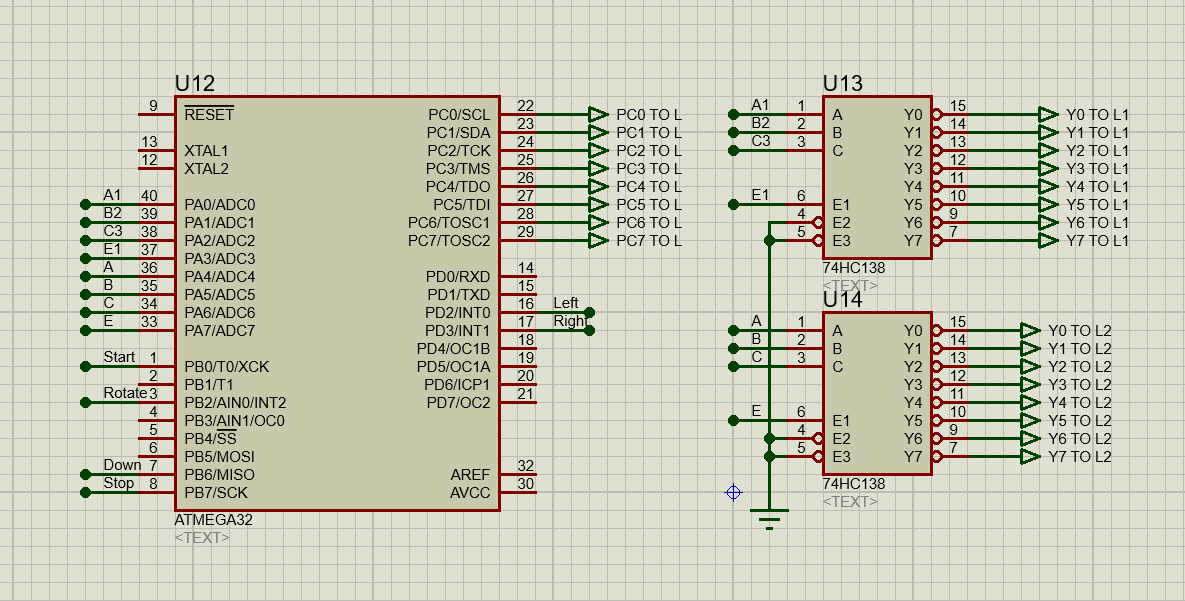 U12
9 RESET PC0/SCL 22 PC0 TO L
PC1/SDA 23 PC1 TO L
13 XTAL1 PC2/TCK 24 PC2 TO L
12 XTAL2 PC3/TMS 25 PC3 TO L
PC4/TDO 26 PC4 TO L
A1 40 PA0/ADC0 PC5/TDI 27 PC5 TO L
B2 39 PA1/ADC1 PC6/TOSC1 28 PC6 TO L
C3 38 PA2/ADC2 PC7/TOSC2 29 PC7 TO L
E1 37 PA3/ADC3
A 36 PA4/ADC4 PD0/RXD 14
B 35 PA5/ADC5 PD1/TXD 15
C 34 PA6/ADC6 PD2/INT0 16 Left
E 33 PA7/ADC7 PD3/INT1 17 Right
PD4/OC1B 18
Start 1 PB0/T0/XCK PD5/OC1A 19
2 PB1/T1 PD6/ICP1 20
Rotate 3 PB2/AIN0/INT2 PD7/OC2 21
4 PB3/AIN1/OC0
5 PB4/SS
6 PB5/MOSI
Down 7 PB6/MISO AREF 32
Stop 8 PB7/SCK AVCC 30
ATMEGA32
<TEXT>
U13
A1 1 A Y0 15 Y0 TO L1
B2 2 B Y1 14 Y1 TO L1
C3 3 C Y2 13 Y2 TO L1
Y3 12 Y3 TO L1
Y4 11 Y4 TO L1
E1 6 E1 Y5 10 Y5 TO L1
4 E2 Y6 9 Y6 TO L1
5 E3 Y7 7 Y7 TO L1
74HC138
<TEXT>
U14
A 1 A Y0 15 Y0 TO L2
B 2 B Y1 14 Y1 TO L2
C 3 C Y2 13 Y2 TO L2
Y3 12 Y3 TO L2
Y4 11 Y4 TO L2
E 6 E1 Y5 10 Y5 TO L2
4 E2 Y6 9 Y6 TO L2
5 E3 Y7 7 Y7 TO L2
74HC138
<TEXT>